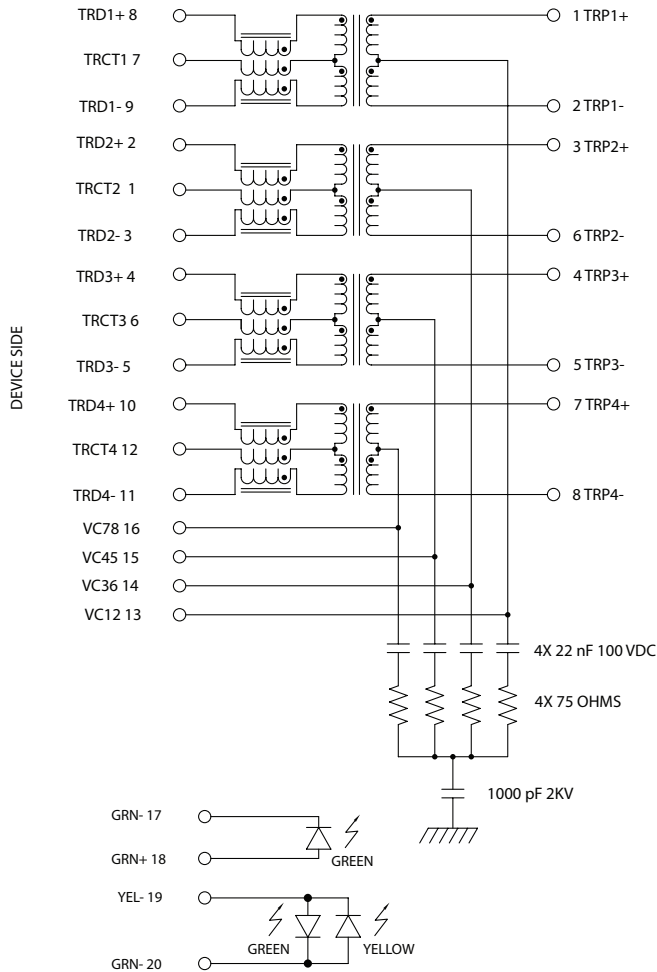 TRD1+ 8
1 TRP1+
TRCT1 7
TRD1- 9
2 TRP1-
TRD2+ 2
3 TRP2+
TRCT2 1
TRD2- 3
6 TRP2-
TRD3+ 4
4 TRP3+
TRCT3 6
TRD3- 5
5 TRP3-
DEVICE SIDE
TRD4+ 10
7 TRP4+
TRCT4 12
TRD4- 11
8 TRP4-
VC78 16
VC45 15
VC36 14
VC12 13
4X 22 nF 100 VDC
4X 75 OHMS
1000 pF 2KV
GRN- 17
GRN+ 18
GREEN
YEL- 19
GREEN
YELLOW
GRN- 20